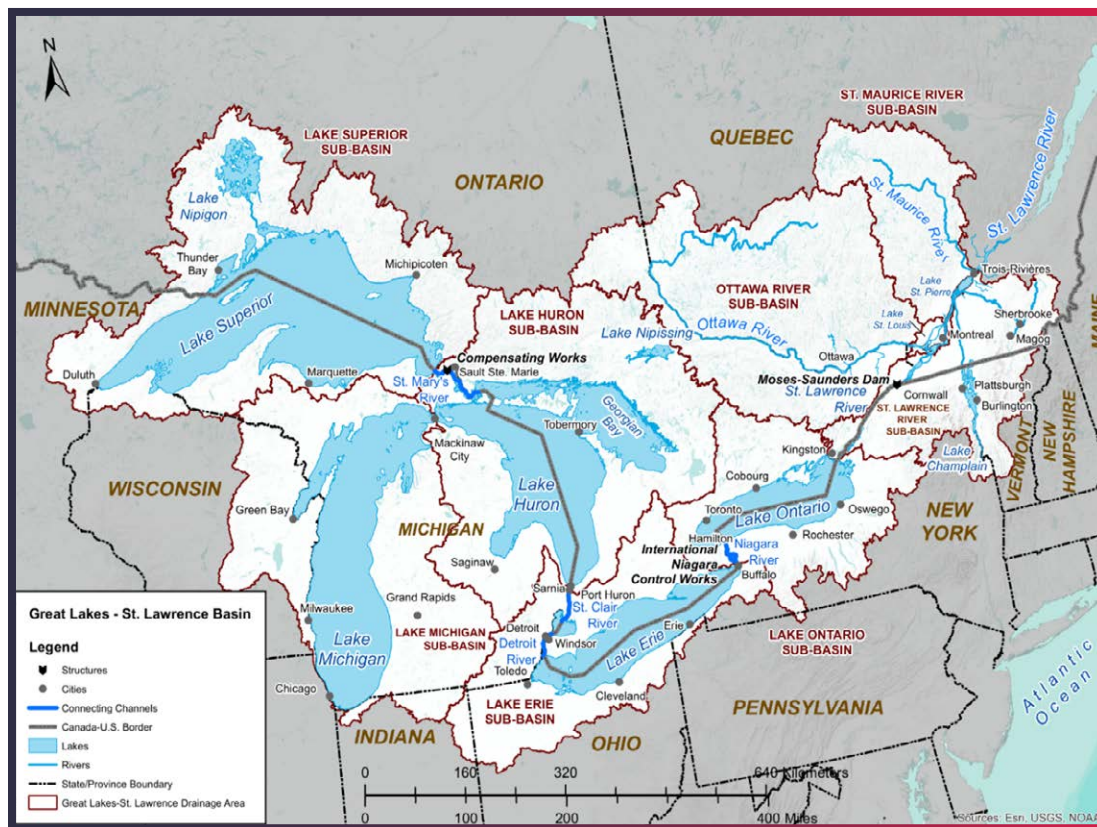 N
ST. MAURICE RIVER
SUB-BASIN
LAKE SUPERIOR
SUB-BASIN
QUEBEC
ONTARIO
St. Lawrence River
St. Maurice River
Lake
Nipigon
Thunder
Bay
Michipicoten
Trois-Rivières
Lake
St. Pierre
MINNESOTA
LAKE HURON
SUB-BASIN
OTTAWA RIVER
SUB-BASIN
Lake
St. Louis
Sherbrooke
Magog
Lake Superior
Lake Nipissing
Ottawa River
Montreal
MAINE
Compensating Works
Sault Ste. Marie
Ottawa
Duluth
Marquette
St. Mary's
River
Moses-Saunders Dam
St. Lawrence
River
Cornwall
Plattsburgh
Burlington
ST. LAWRENCE
RIVER
SUB-BASIN
Georgian
Bay
Tobermory
Mackinaw
City
Kingston
Lake
Champlain
VERMONT
NEW
HAMPSHIRE
WISCONSIN
Lake
Huron
Cobourg
Green Bay
MICHIGAN
Toronto
Lake Ontario
Oswego
NEW
YORK
Hamilton
Niagara
River
Rochester
International
Niagara
Control Works
Buffalo
Saginaw
Sarnia
Port Huron
St. Clair
River
Grand Rapids
Milwaukee
Lake
Michigan
LAKE MICHIGAN
SUB-BASIN
Detroit
Windsor
Detroit
River
Lake Erie
Erie
LAKE ONTARIO
SUB-BASIN
Toledo
Cleveland
Chicago
LAKE ERIE
SUB-BASIN
PENNSYLVANIA
INDIANA
OHIO
Atlantic
Ocean
Great Lakes - St. Lawrence Basin
Legend
Structures
Cities
Connecting Channels
Canada-U.S. Border
Lakes
Rivers
State/Province Boundary
Great Lakes-St. Lawrence Drainage Area
0 160 320 640 Kilometers
0 200 400 Miles
Sources: Esri, USGS, NOAA